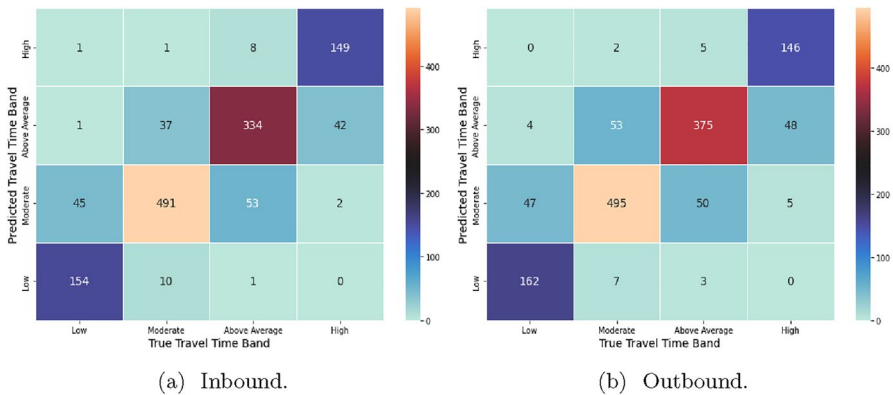 High 1 1 8 149
Above Average 1 37 334 42
Moderate 45 491 53 2
Low 154 10 1 0
Predicted Travel Time Band
Low Moderate Above Average High
True Travel Time Band
400
300
200
100
0
(a) Inbound.
High 0 2 5 146
Above Average 4 53 375 48
Moderate 47 495 50 5
Low 162 7 3 0
Predicted Travel Time Band
Low Moderate Above Average High
True Travel Time Band
400
300
200
100
0
(b) Outbound.